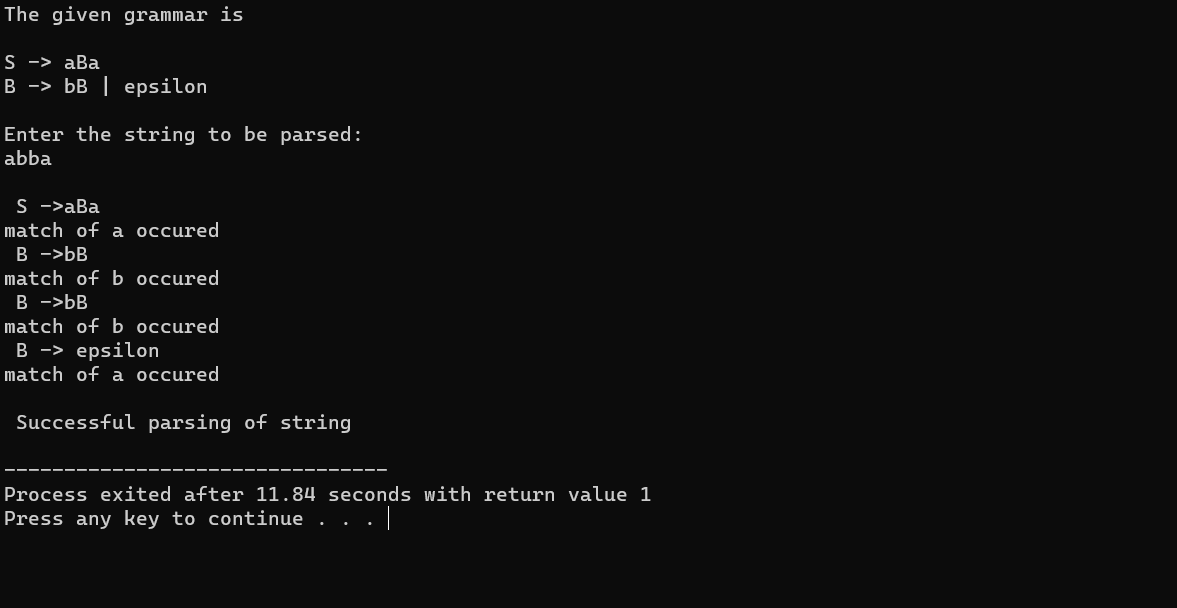 The given grammar is
S -> aBa
B -> bB | epsilon
Enter the string to be parsed:
abba
S ->aBa
match of a occured
B ->bB
match of b occured
B ->bB
match of b occured
B -> epsilon
match of a occured
Successful parsing of string
--------------------------------
Process exited after 11.84 seconds with return value 1
Press any key to continue . . .